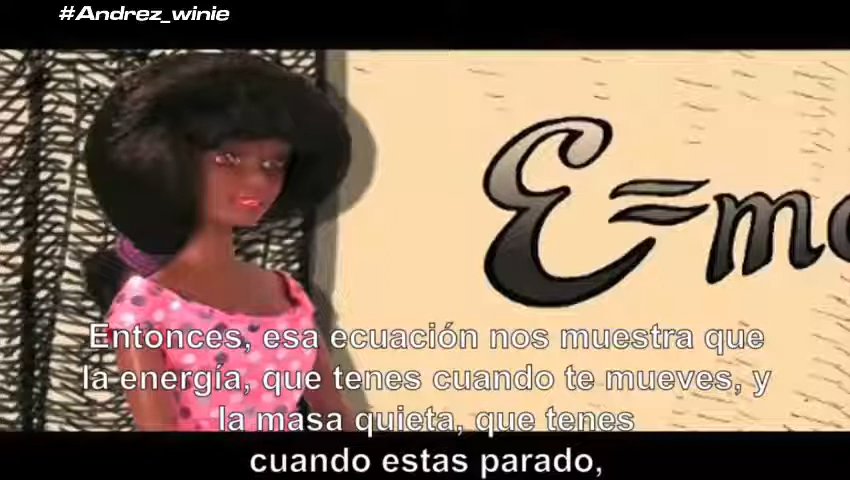 #Andrez_winie
E=mc
Entonces, esa ecuación nos muestra que
la energía, que tenes cuando te mueves, y
la masa quieta, que tenes
cuando estas parado,